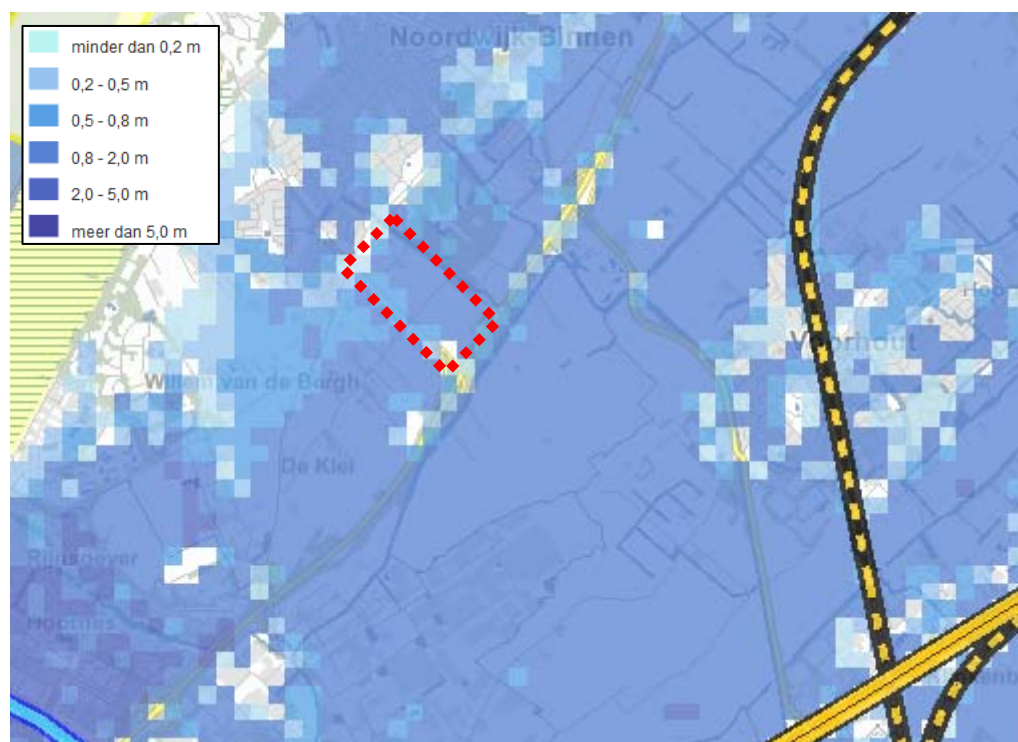 minder dan 0,2 m
0,2 - 0,5 m
0,5 - 0,8 m
0,8 - 2,0 m
2,0 - 5,0 m
meer dan 5,0 m
Noordwijk-Binnen
Voorhout
Willem van de Bergh
De Klei
Rijnsoever